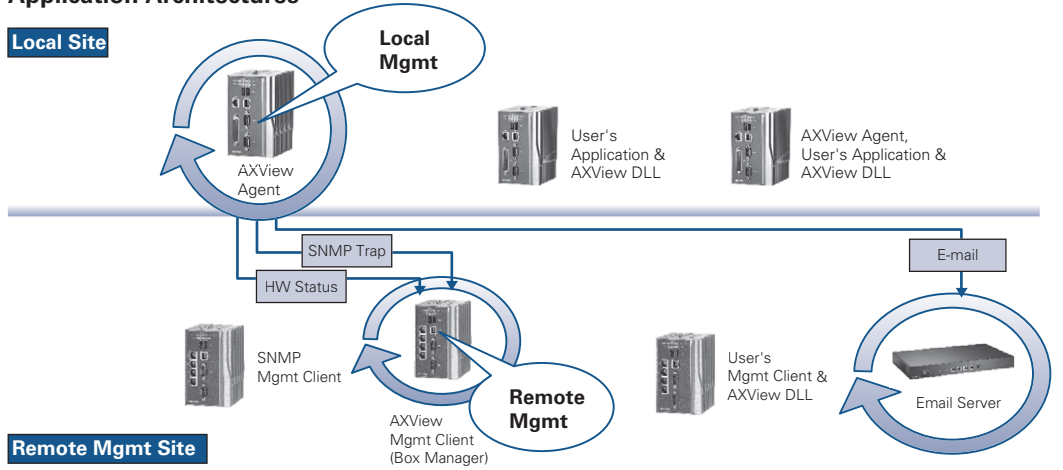 Application Architectures
Local Site
Local
Mgmt
AXView
Agent
User's
Application &
AXView DLL
AXView Agent,
User's Application &
AXView DLL
SNMP Trap
HW Status
E-mail
SNMP
Mgmt Client
AXView
Mgmt Client
(Box Manager)
Remote
Mgmt
User's
Mgmt Client &
AXView DLL
Email Server
Remote Mgmt Site